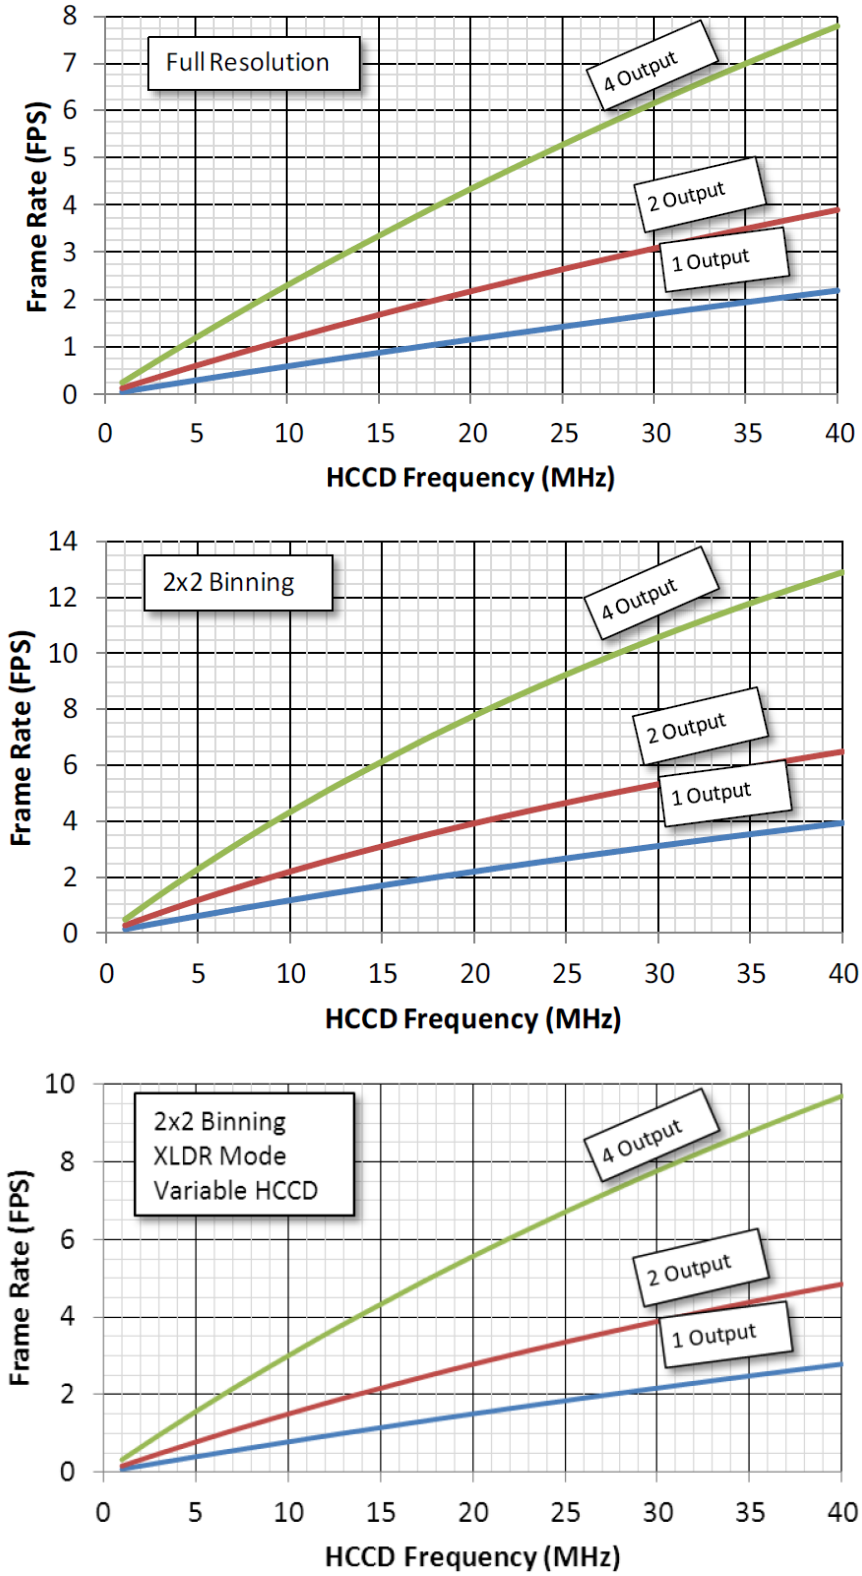 8
7
6
5
4
3
2
1
0
Frame Rate (FPS)
Full Resolution
4 Output
2 Output
1 Output
0 5 10 15 20 25 30 35 40
HCCD Frequency (MHz)
14
12
10
8
6
4
2
0
Frame Rate (FPS)
2x2 Binning
4 Output
2 Output
1 Output
0 5 10 15 20 25 30 35 40
HCCD Frequency (MHz)
10
8
6
4
2
0
Frame Rate (FPS)
2x2 Binning
XLDR Mode
Variable HCCD
4 Output
2 Output
1 Output
0 5 10 15 20 25 30 35 40
HCCD Frequency (MHz)